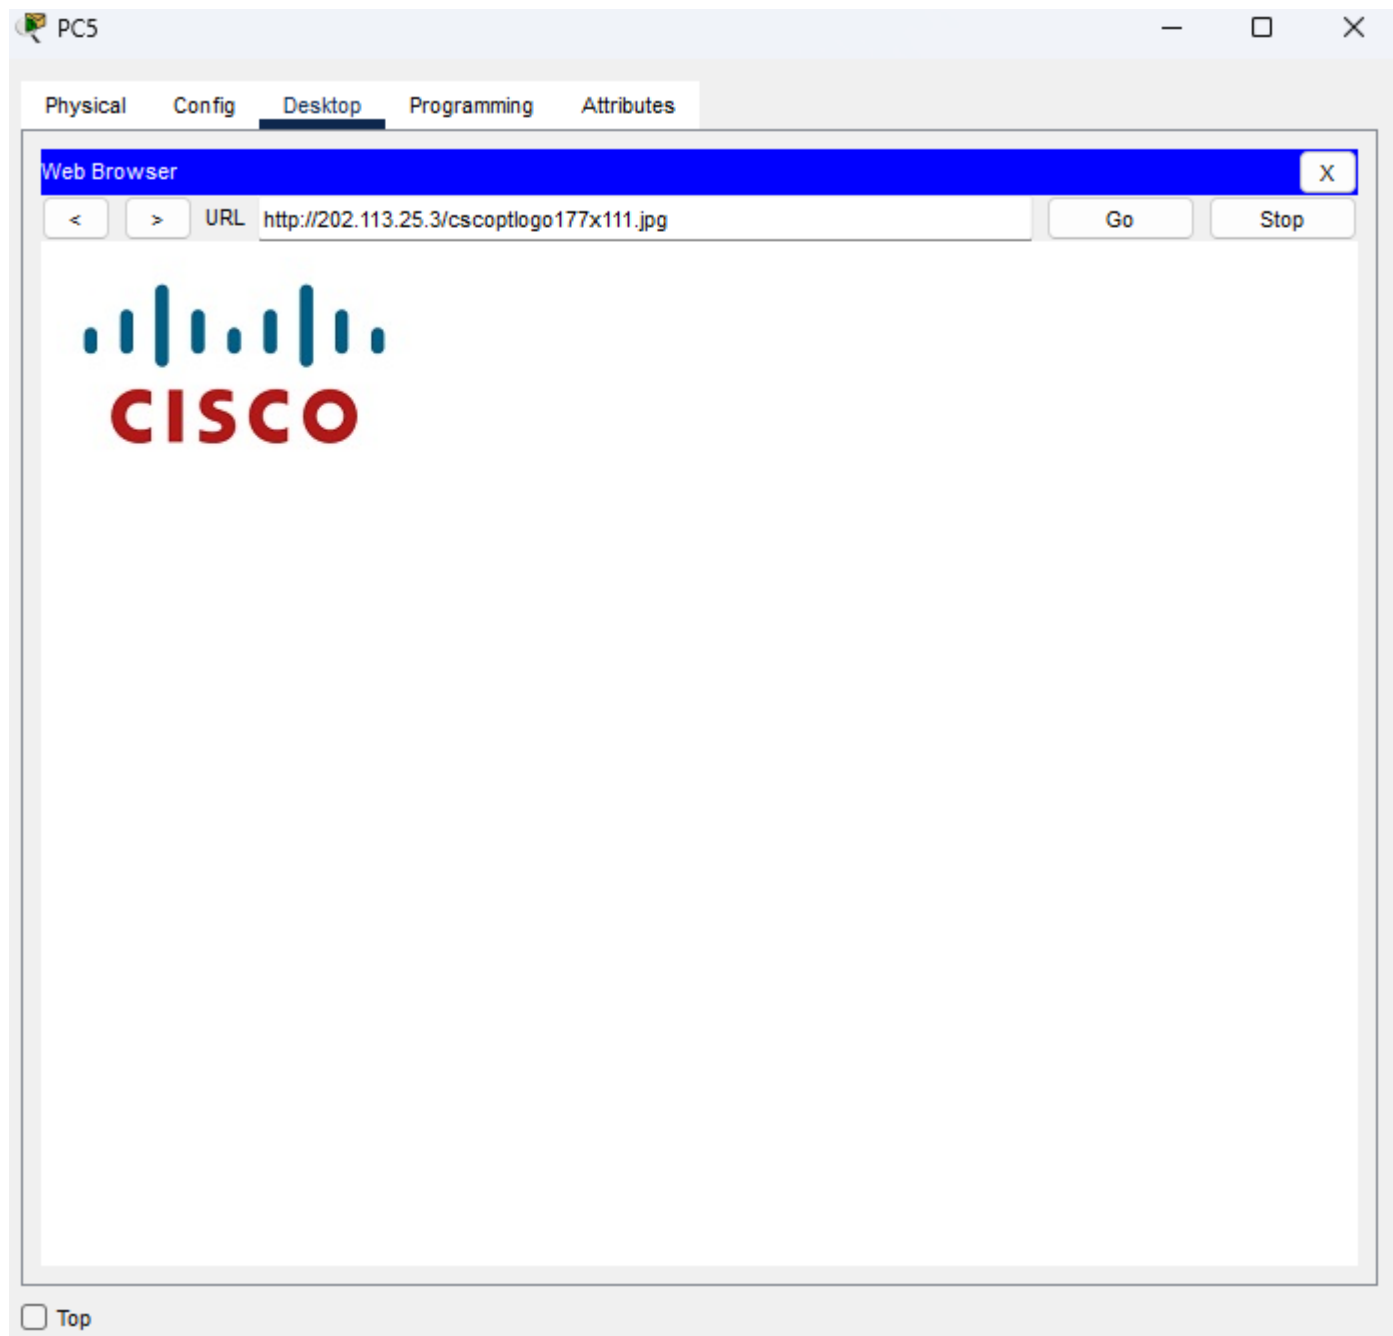 PC5
Physical Config Desktop Programming Attributes
Web Browser X
< > URL http://202.113.25.3/cscoptlogo177x111.jpg Go Stop
CISCO
Top